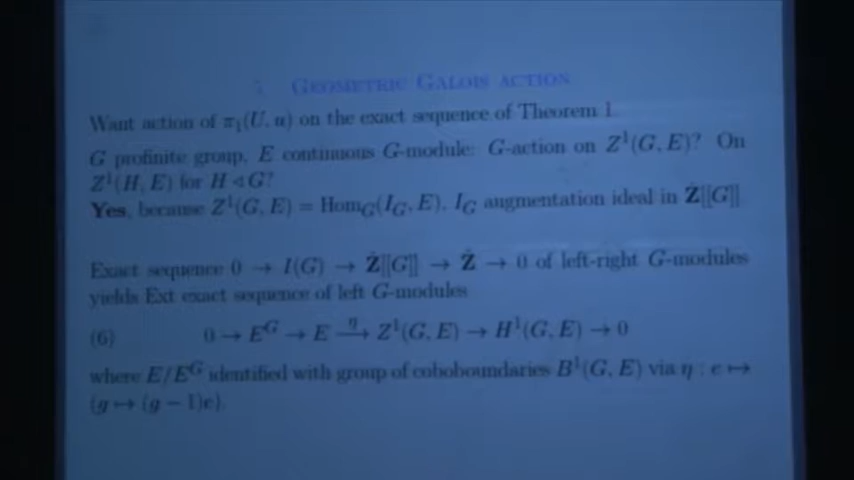 GEOMETRIC GALOIS ACTION
Want action of π₁(U, u) on the exact sequence of Theorem 1.
G profinite group, E continuous G-module: G-action on Z¹(G, E)? On
Z¹(H, E) for H ◁ G?
Yes, because Z¹(G, E) = Hom_G(I_G, E), I_G augmentation ideal in Ẑ[[G]]
Exact sequence 0 → I(G) → Ẑ[[G]] → Ẑ → 0 of left-right G-modules
yields Ext exact sequence of left G-modules
(6) 0 → E^G → E →^η Z¹(G, E) → H¹(G, E) → 0
where E/E^G identified with group of coboboundaries B¹(G, E) via η : e ↦
(g ↦ (g − 1)e).